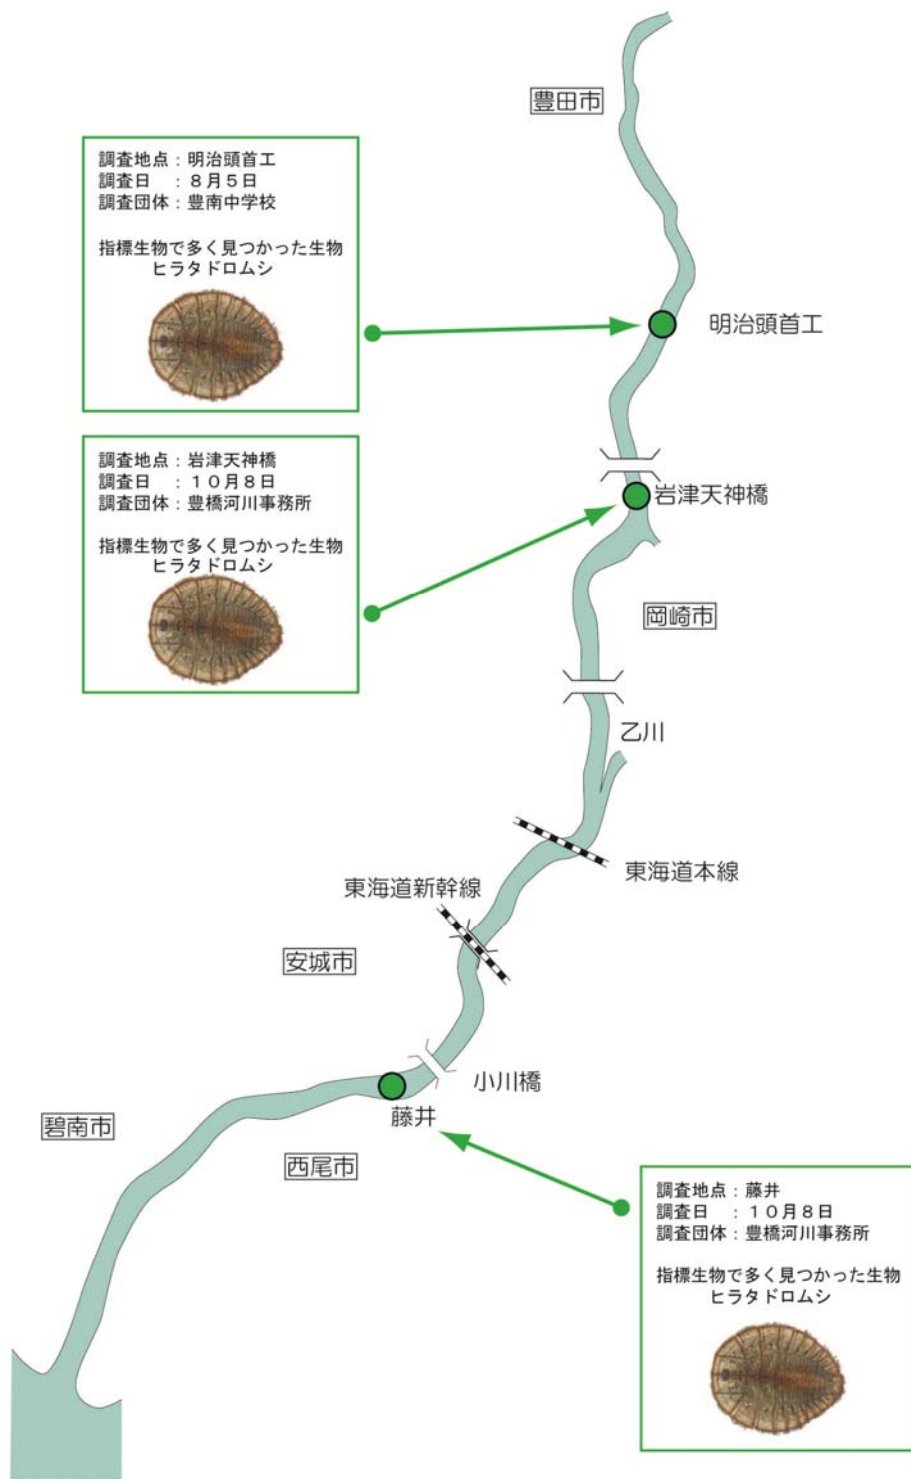 豊田市
調査地点：明治頭首工
調査日　：８月５日
調査団体：豊南中学校
指標生物で多く見つかった生物
ヒラタドロムシ
明治頭首工
調査地点：岩津天神橋
調査日　：１０月８日
調査団体：豊橋河川事務所
指標生物で多く見つかった生物
ヒラタドロムシ
岩津天神橋
岡崎市
乙川
東海道本線
東海道新幹線
安城市
小川橋
藤井
碧南市
西尾市
調査地点：藤井
調査日　：１０月８日
調査団体：豊橋河川事務所
指標生物で多く見つかった生物
ヒラタドロムシ